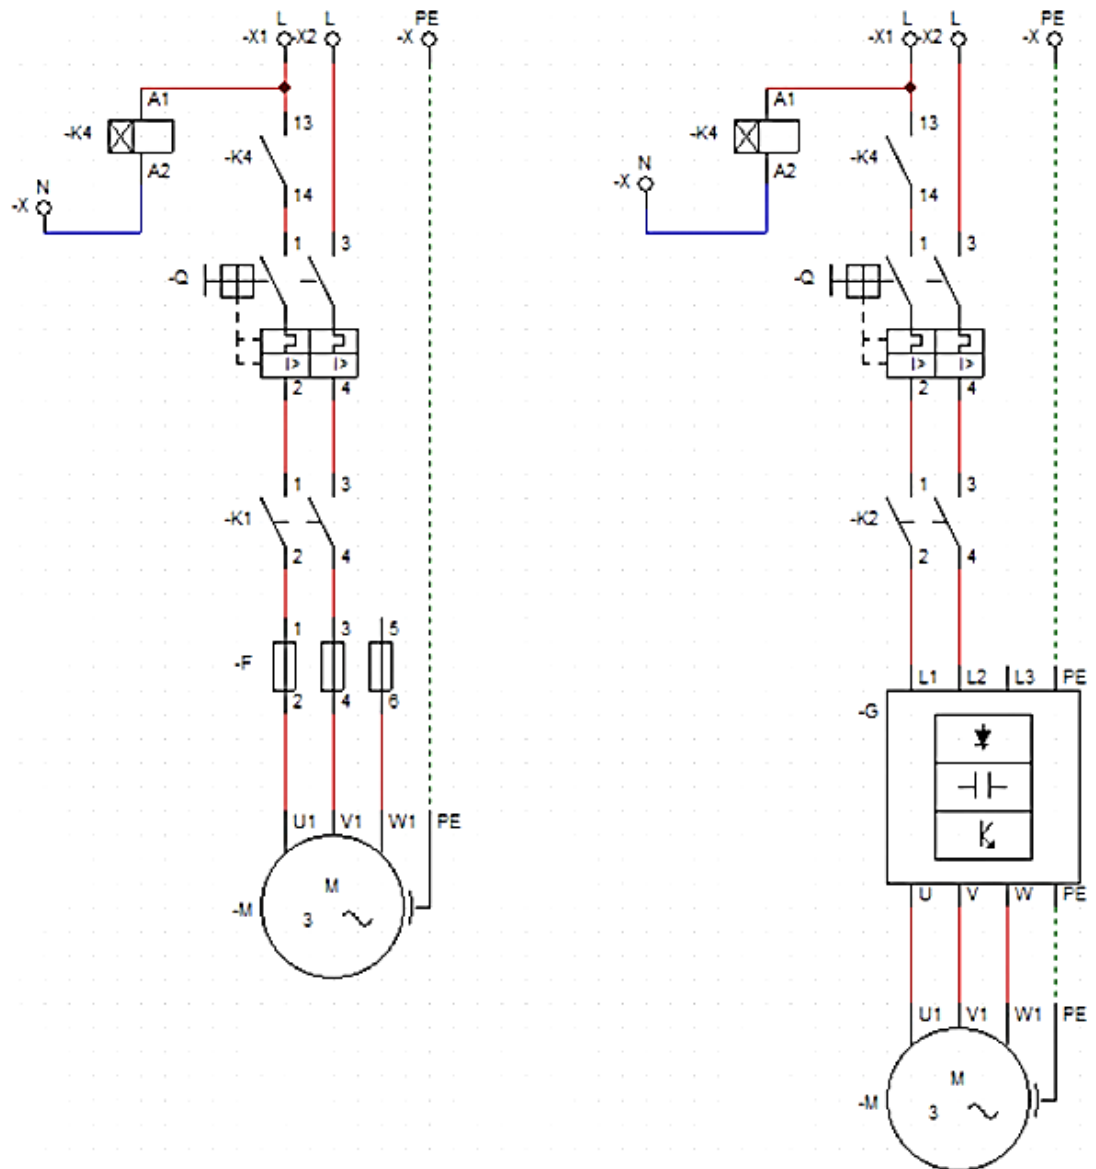 L L PE L L PE
-X1 -X2 -X -X1 -X2 -X
A1 A1
-K4 13 -K4 13
-K4 -K4
A2 A2
N 14 N 14
-X -X
1 3 1 3
-Q -Q
I> I> I> I>
2 4 2 4
1 3 1 3
-K1 -K2
2 4 2 4
1 3 5
-F L1 L2 L3 PE
2 4 6 -G
U1 V1 W1 PE
M U V W PE
-M 3
U1 V1 W1 PE
M
-M 3